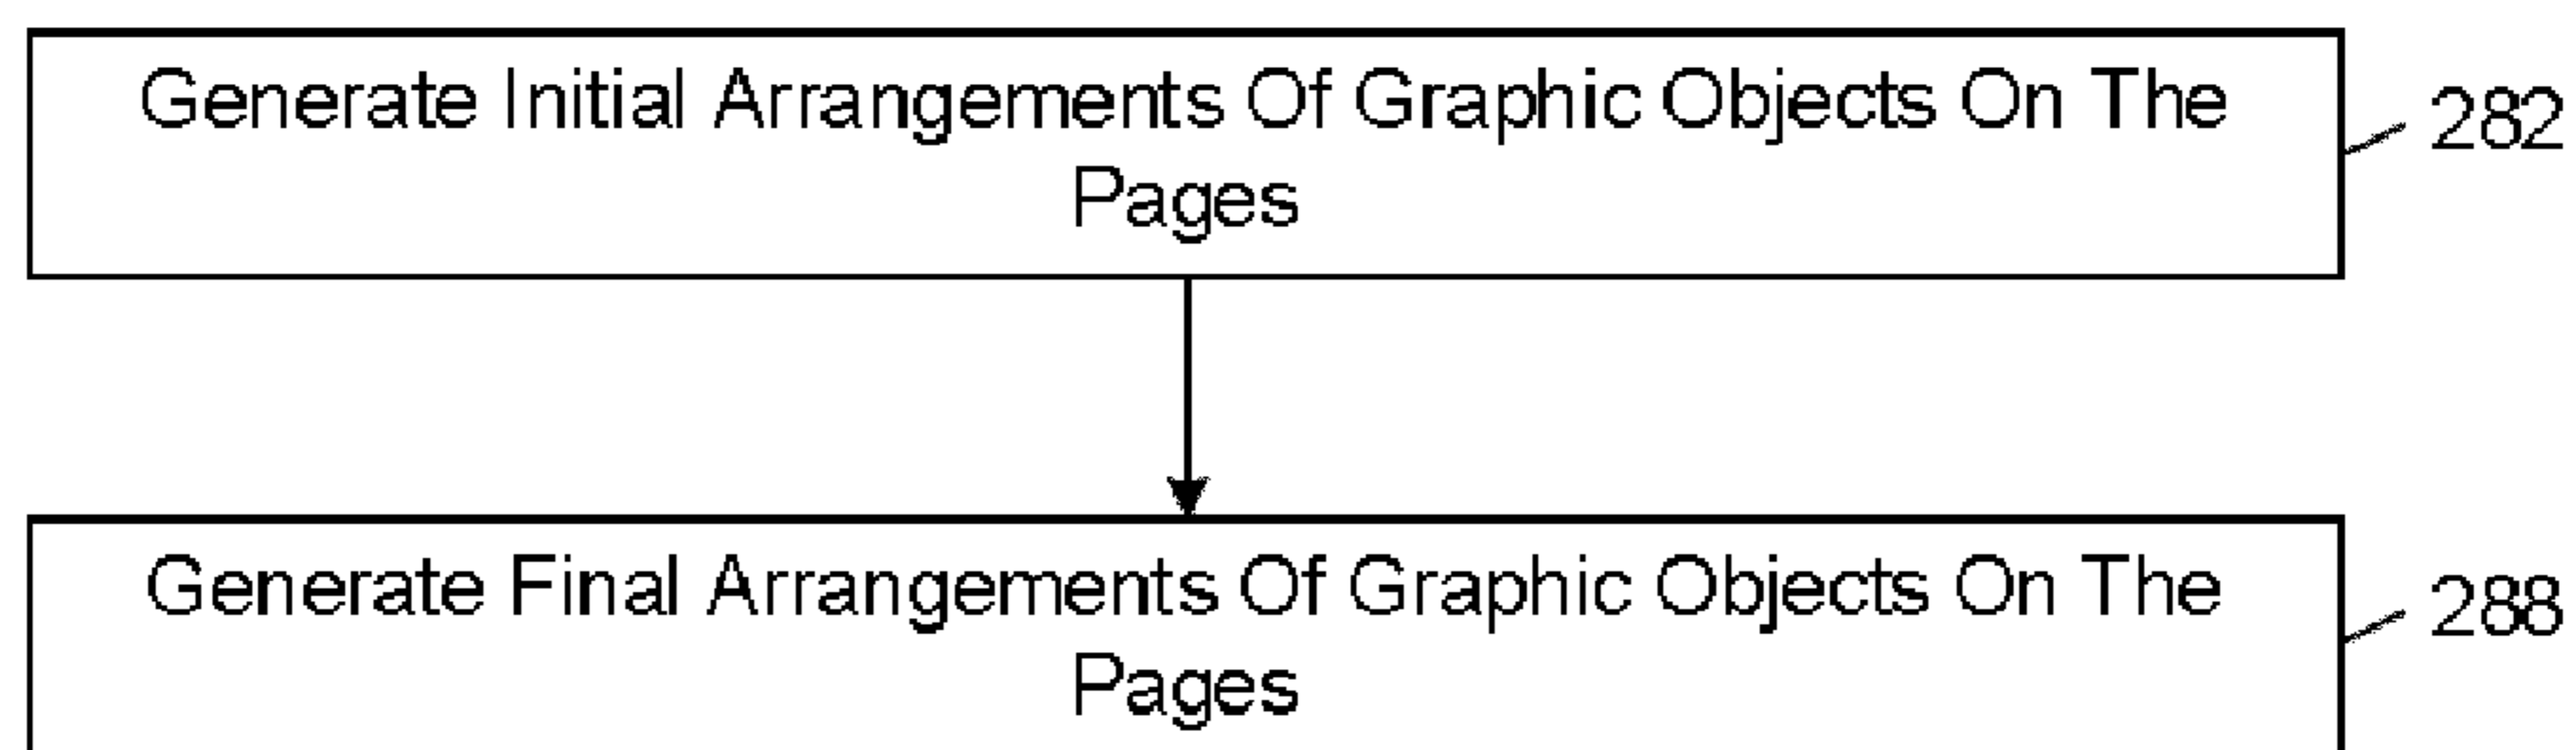 Generate Initial Arrangements Of Graphic Objects On The
Pages
282
Generate Final Arrangements Of Graphic Objects On The
Pages
288